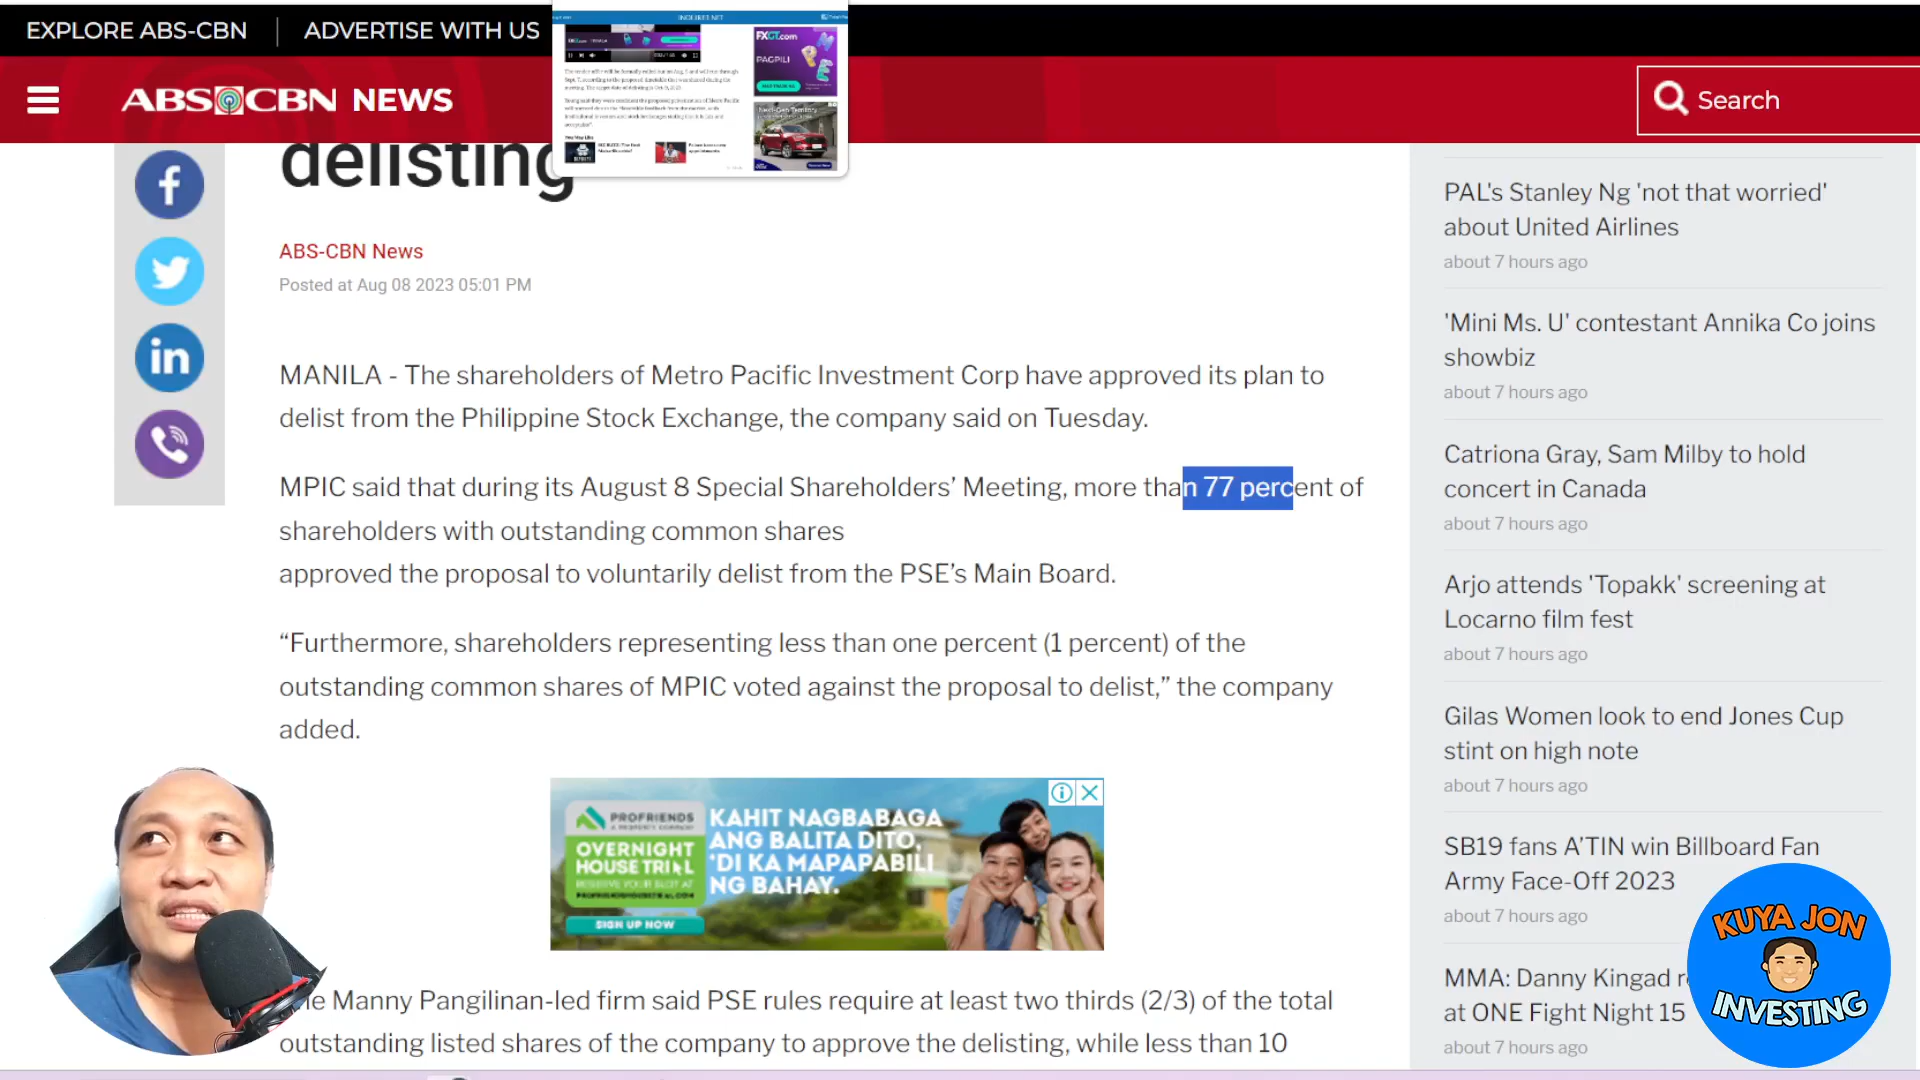 EXPLORE ABS-CBN
ADVERTISE WITH US
INQUIRER.NET
FXGT.com
PAGPILI
ABS CBN NEWS
Search
delisting
ABS-CBN News
Posted at Aug 08 2023 05:01 PM
MANILA - The shareholders of Metro Pacific Investment Corp have approved its plan to
delist from the Philippine Stock Exchange, the company said on Tuesday.
MPIC said that during its August 8 Special Shareholders’ Meeting, more than 77 percent of
shareholders with outstanding common shares
approved the proposal to voluntarily delist from the PSE’s Main Board.
“Furthermore, shareholders representing less than one percent (1 percent) of the
outstanding common shares of MPIC voted against the proposal to delist,” the company
added.
PROFRIENDS
OVERNIGHT
HOUSE TRIAL
RESERVE YOUR SLOT AT
SIGN UP NOW
KAHIT NAGBABAGA
ANG BALITA DITO,
'DI KA MAPAPABILI
NG BAHAY.
Manny Pangilinan-led firm said PSE rules require at least two thirds (2/3) of the total
outstanding listed shares of the company to approve the delisting, while less than 10
PAL's Stanley Ng 'not that worried'
about United Airlines
about 7 hours ago
'Mini Ms. U' contestant Annika Co joins
showbiz
about 7 hours ago
Catriona Gray, Sam Milby to hold
concert in Canada
about 7 hours ago
Arjo attends 'Topakk' screening at
Locarno film fest
about 7 hours ago
Gilas Women look to end Jones Cup
stint on high note
about 7 hours ago
SB19 fans A’TIN win Billboard Fan
Army Face-Off 2023
about 7 hours ago
MMA: Danny Kingad
at ONE Fight Night 15
about 7 hours ago
KUYA JON
INVESTING